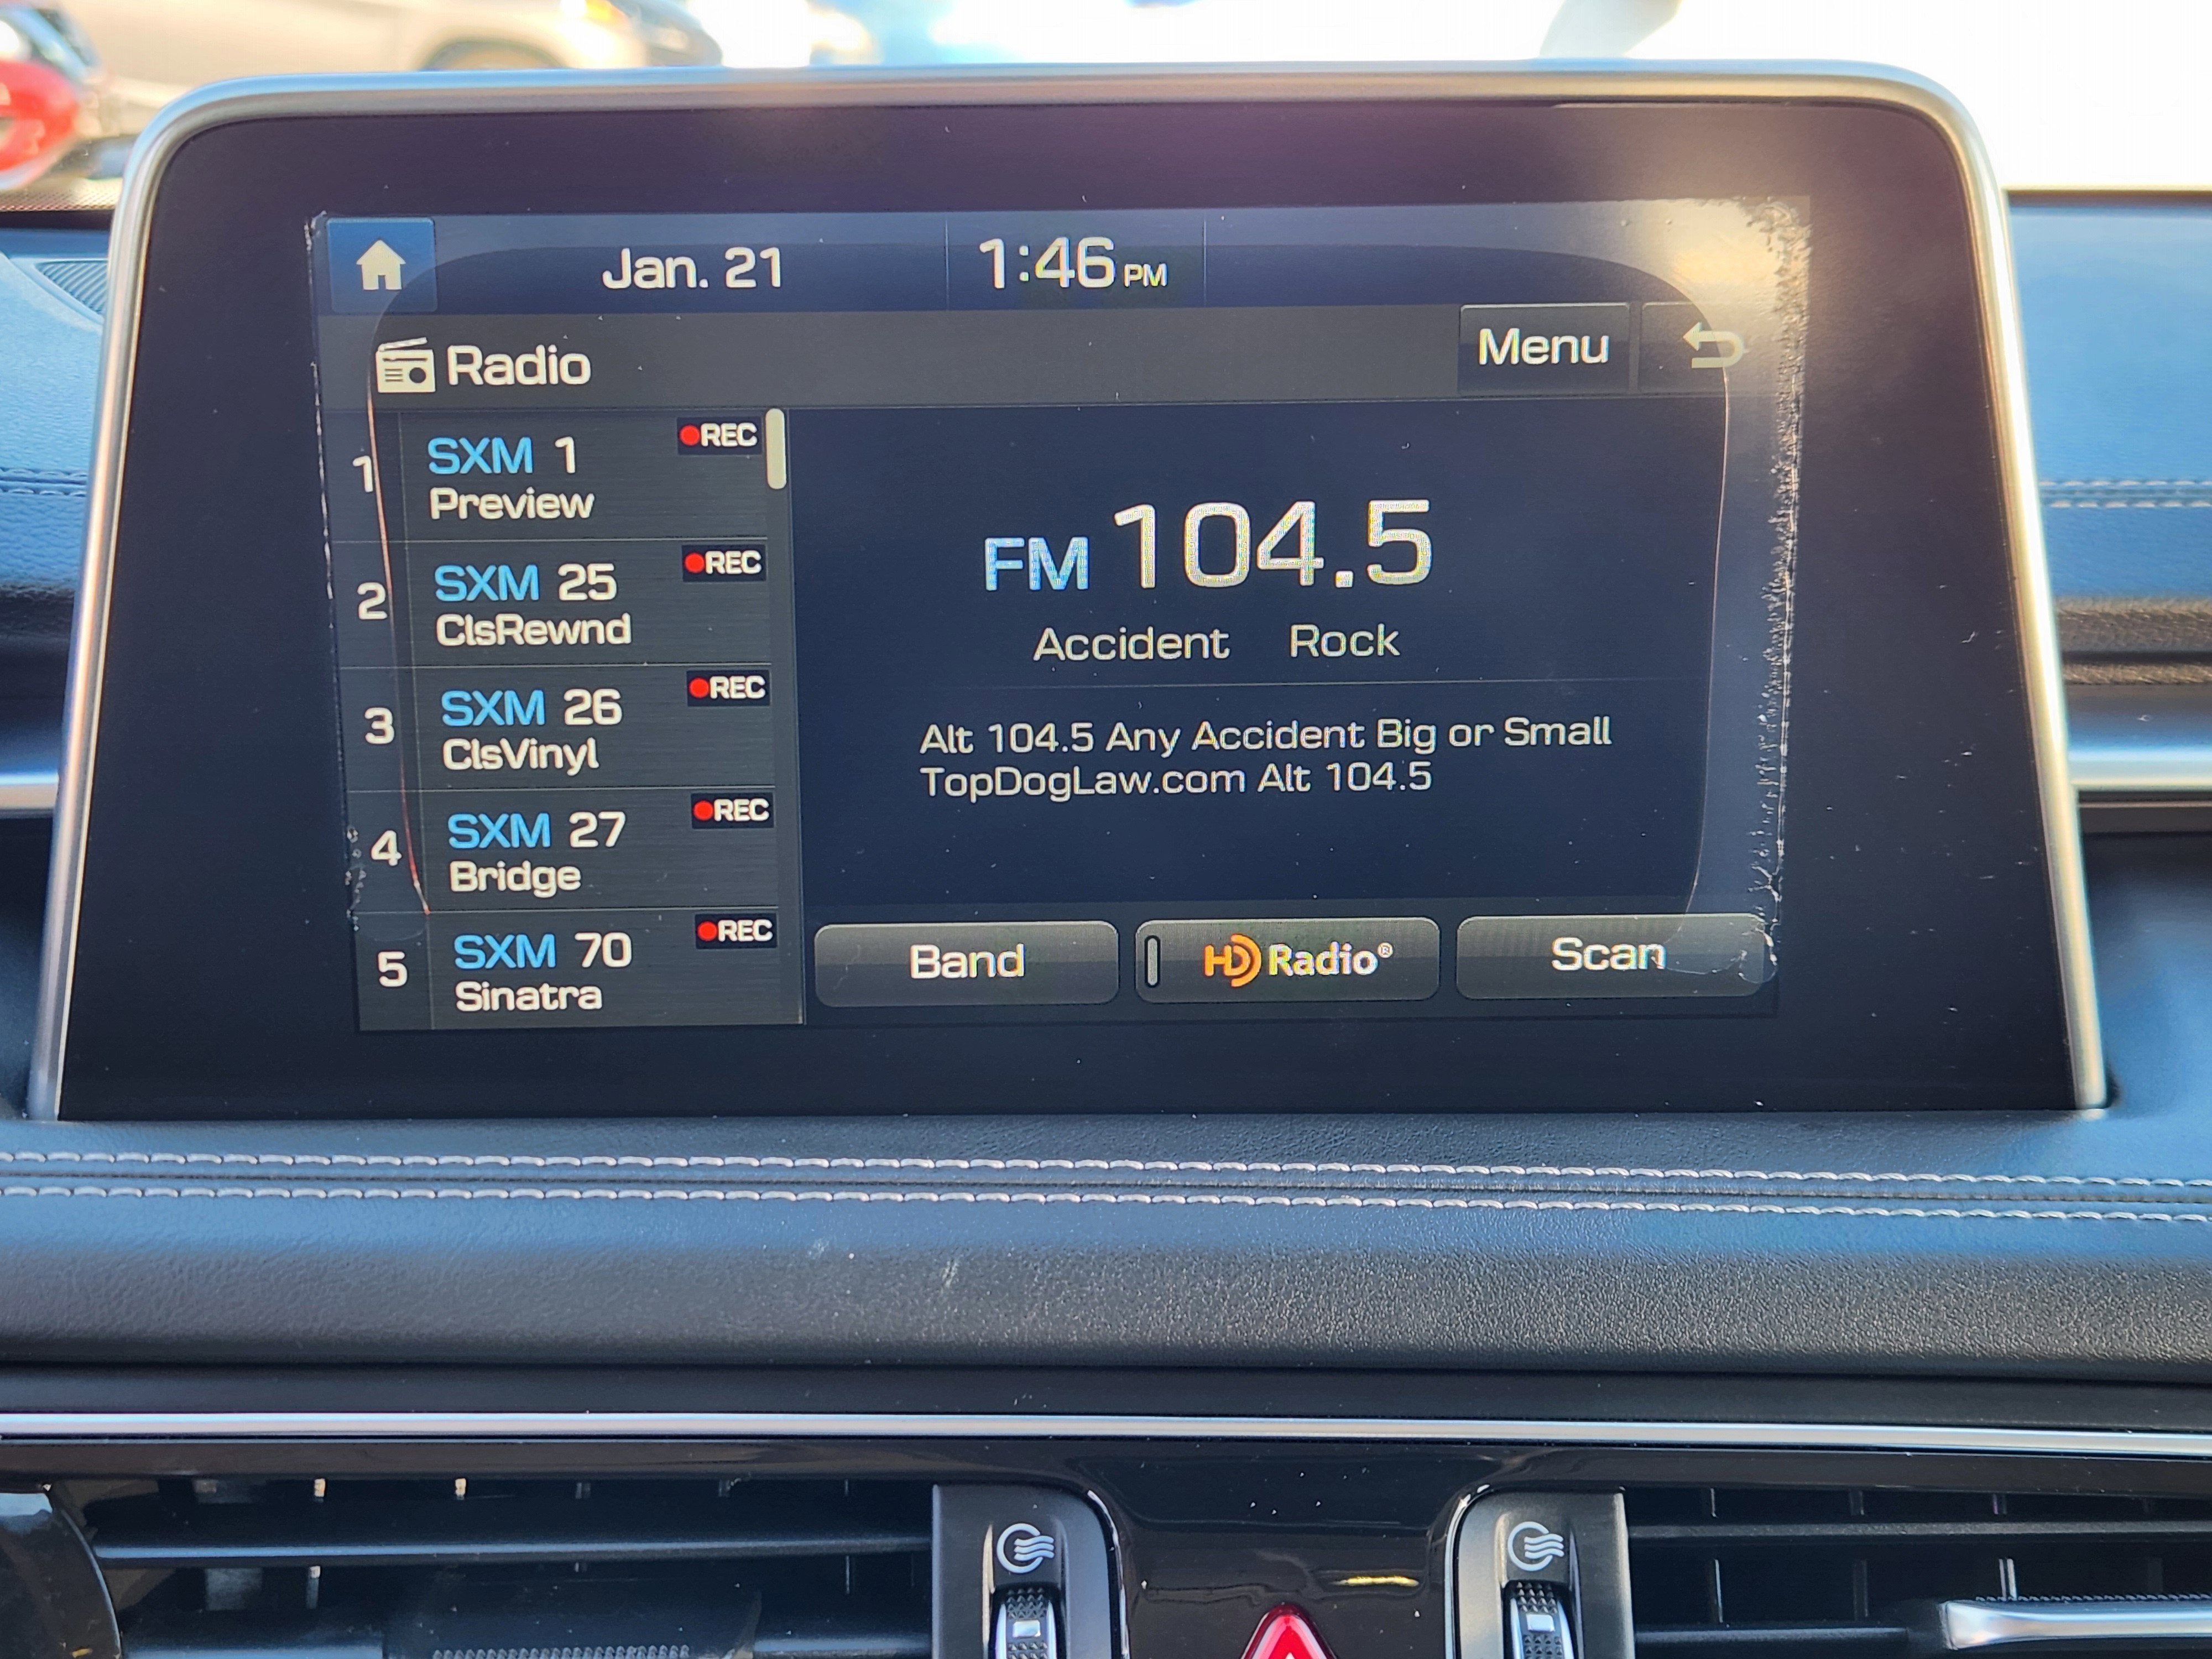 Jan. 21
1:46 PM
Radio
Menu
1 SXM 1 REC
Preview
2 SXM 25 REC
ClsRewnd
3 SXM 26 REC
ClsVinyl
4 SXM 27 REC
Bridge
5 SXM 70 REC
Sinatra
FM 104.5
Accident Rock
Alt 104.5 Any Accident Big or Small
TopDogLaw.com Alt 104.5
Band
HD Radio®
Scan